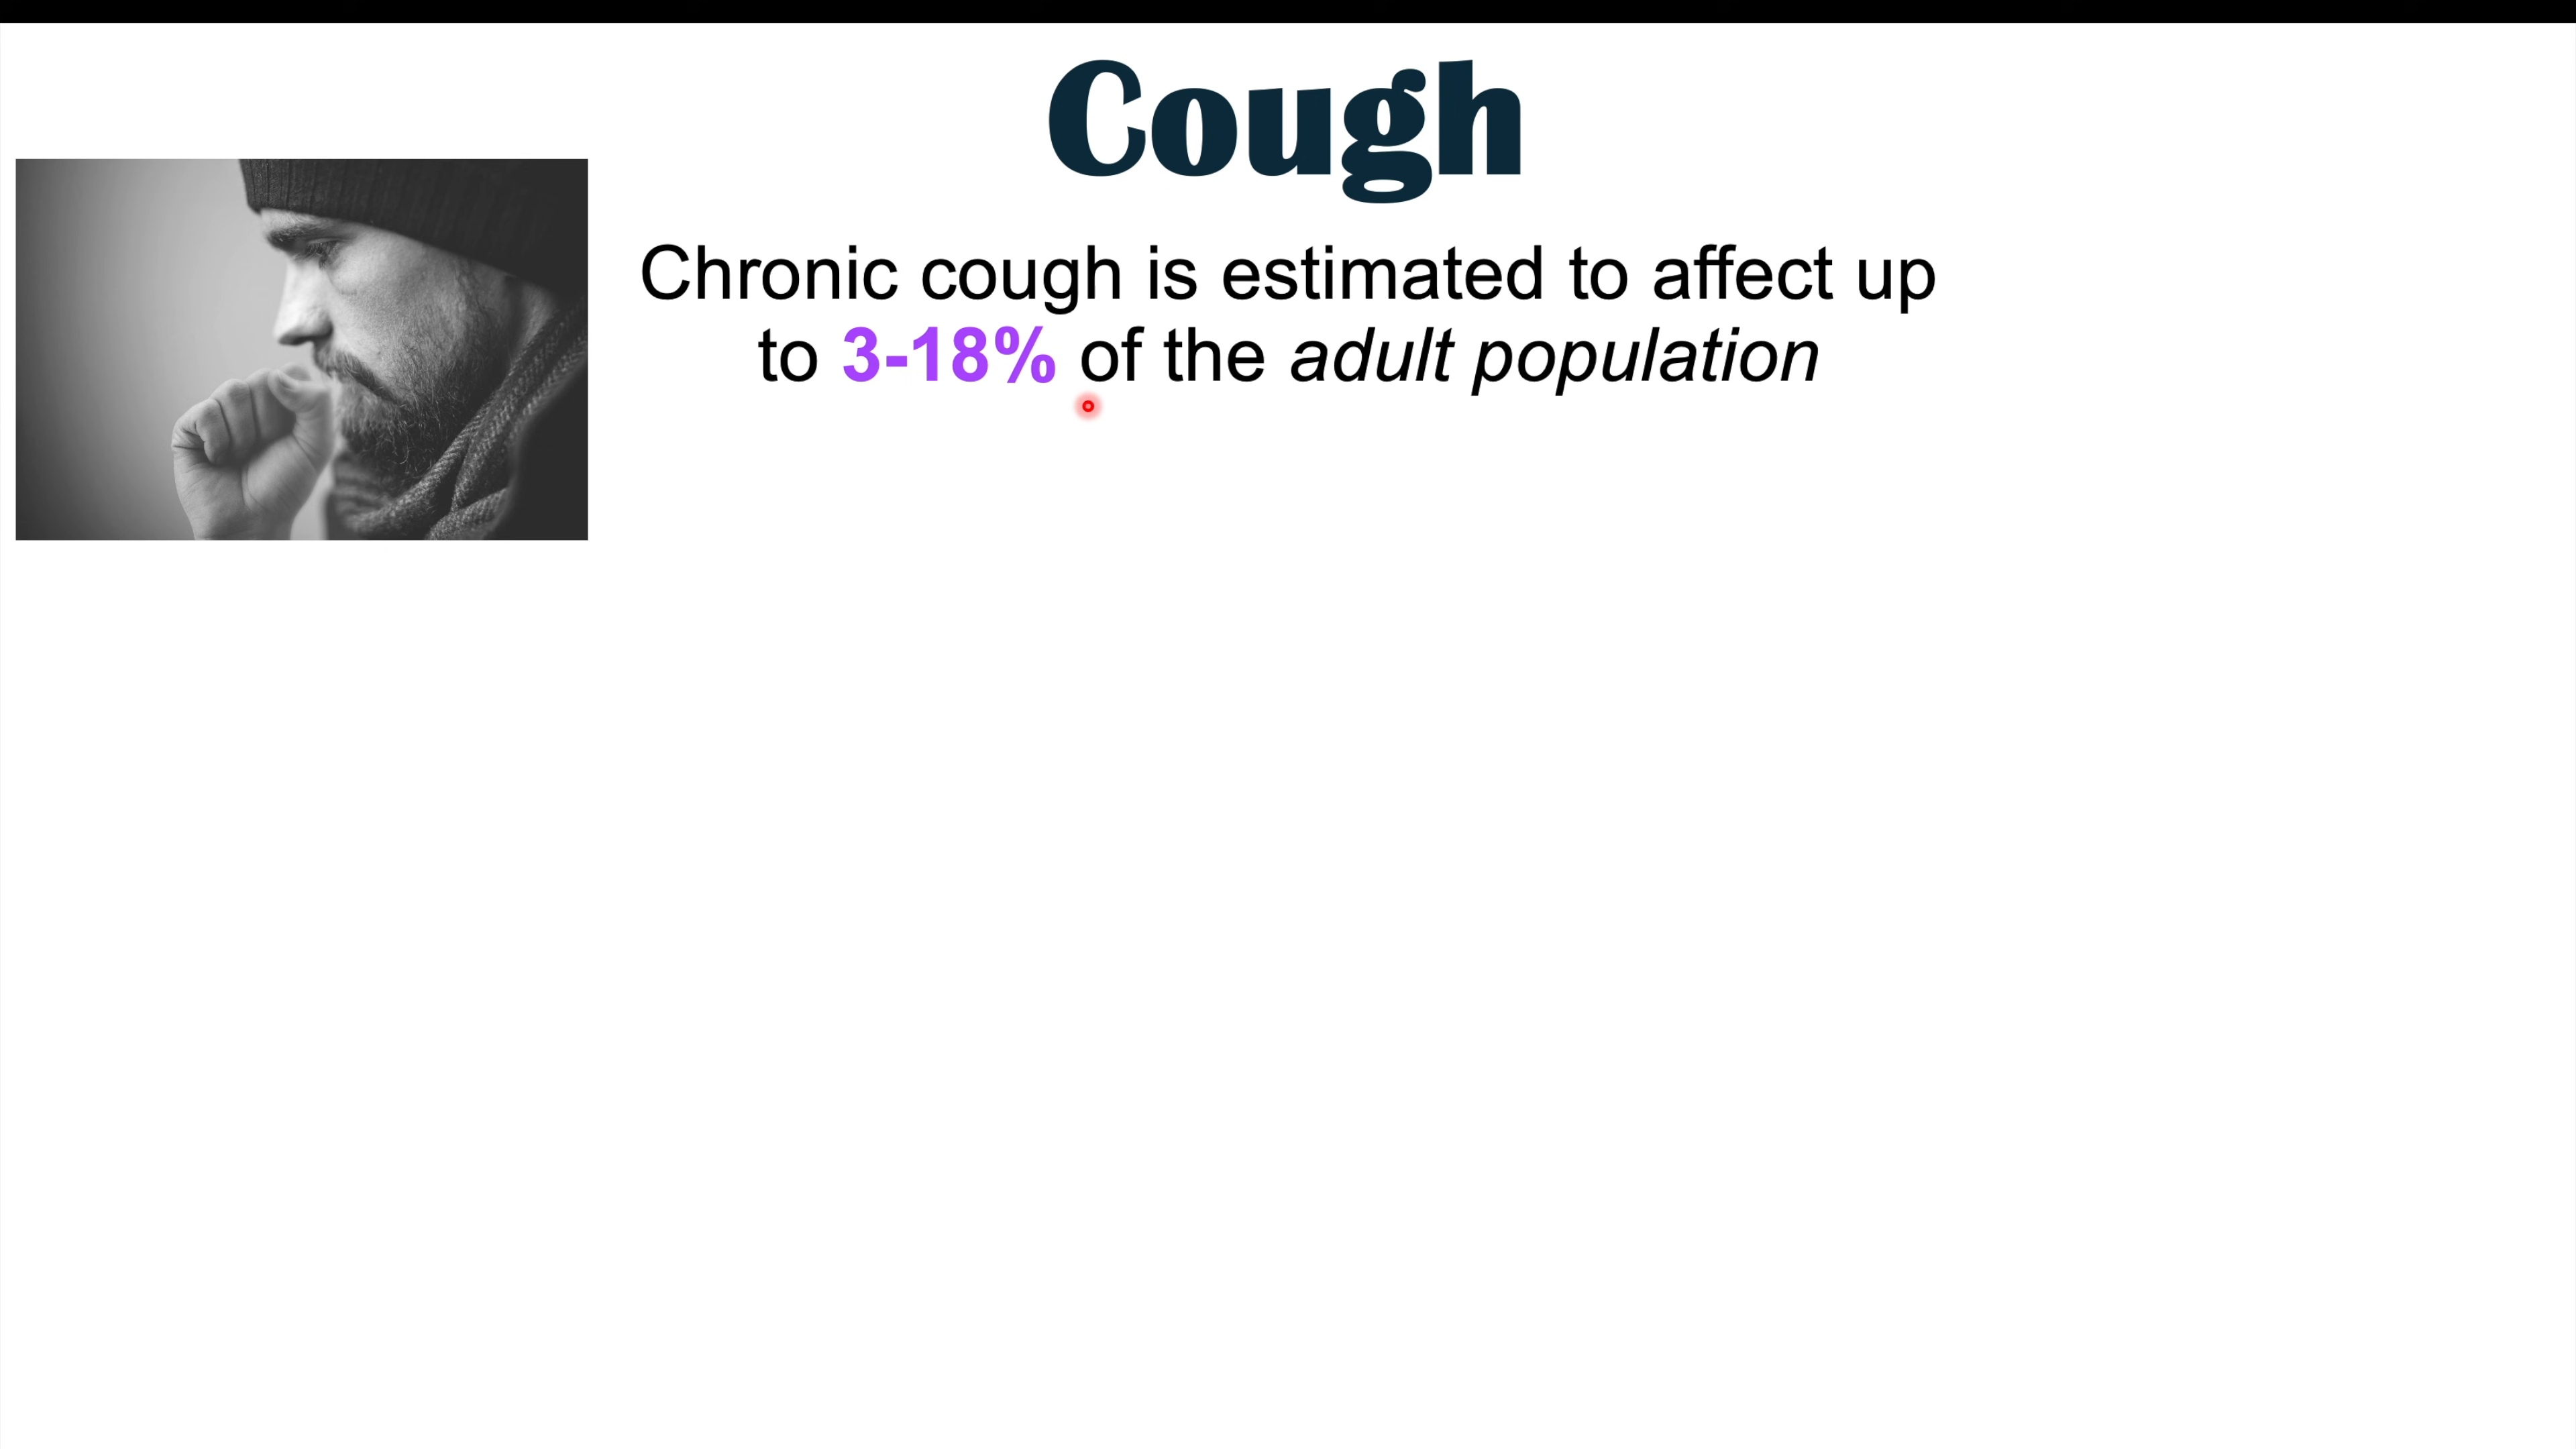 Cough
Chronic cough is estimated to affect up
to 3-18% of the adult population